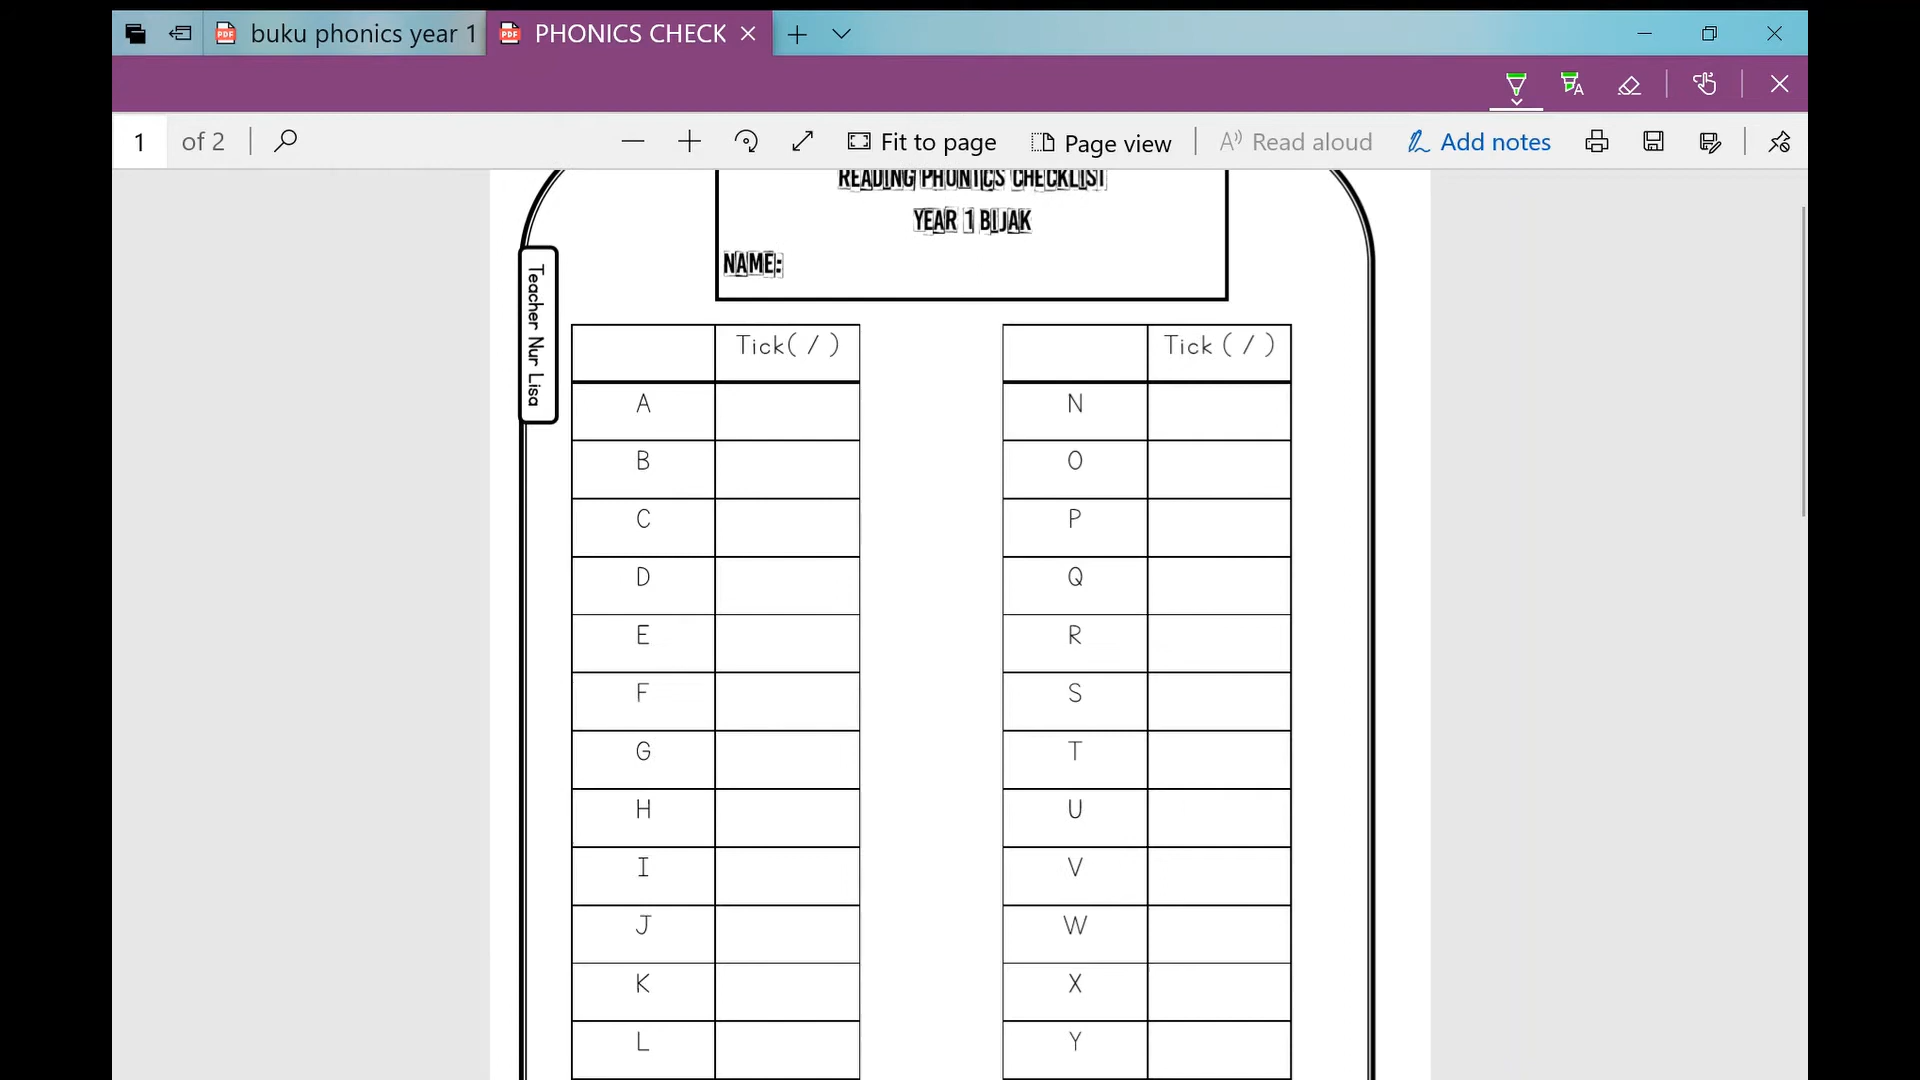 buku phonics year 1
PHONICS CHECK
1 of 2
Fit to page
Page view
Read aloud
Add notes
READING PHONICS CHECKLIST
YEAR 1 BIJAK
NAME:
Teacher Nur Lisa
Tick( / )
A
B
C
D
E
F
G
H
I
J
K
L
Tick ( / )
N
O
P
Q
R
S
T
U
V
W
X
Y